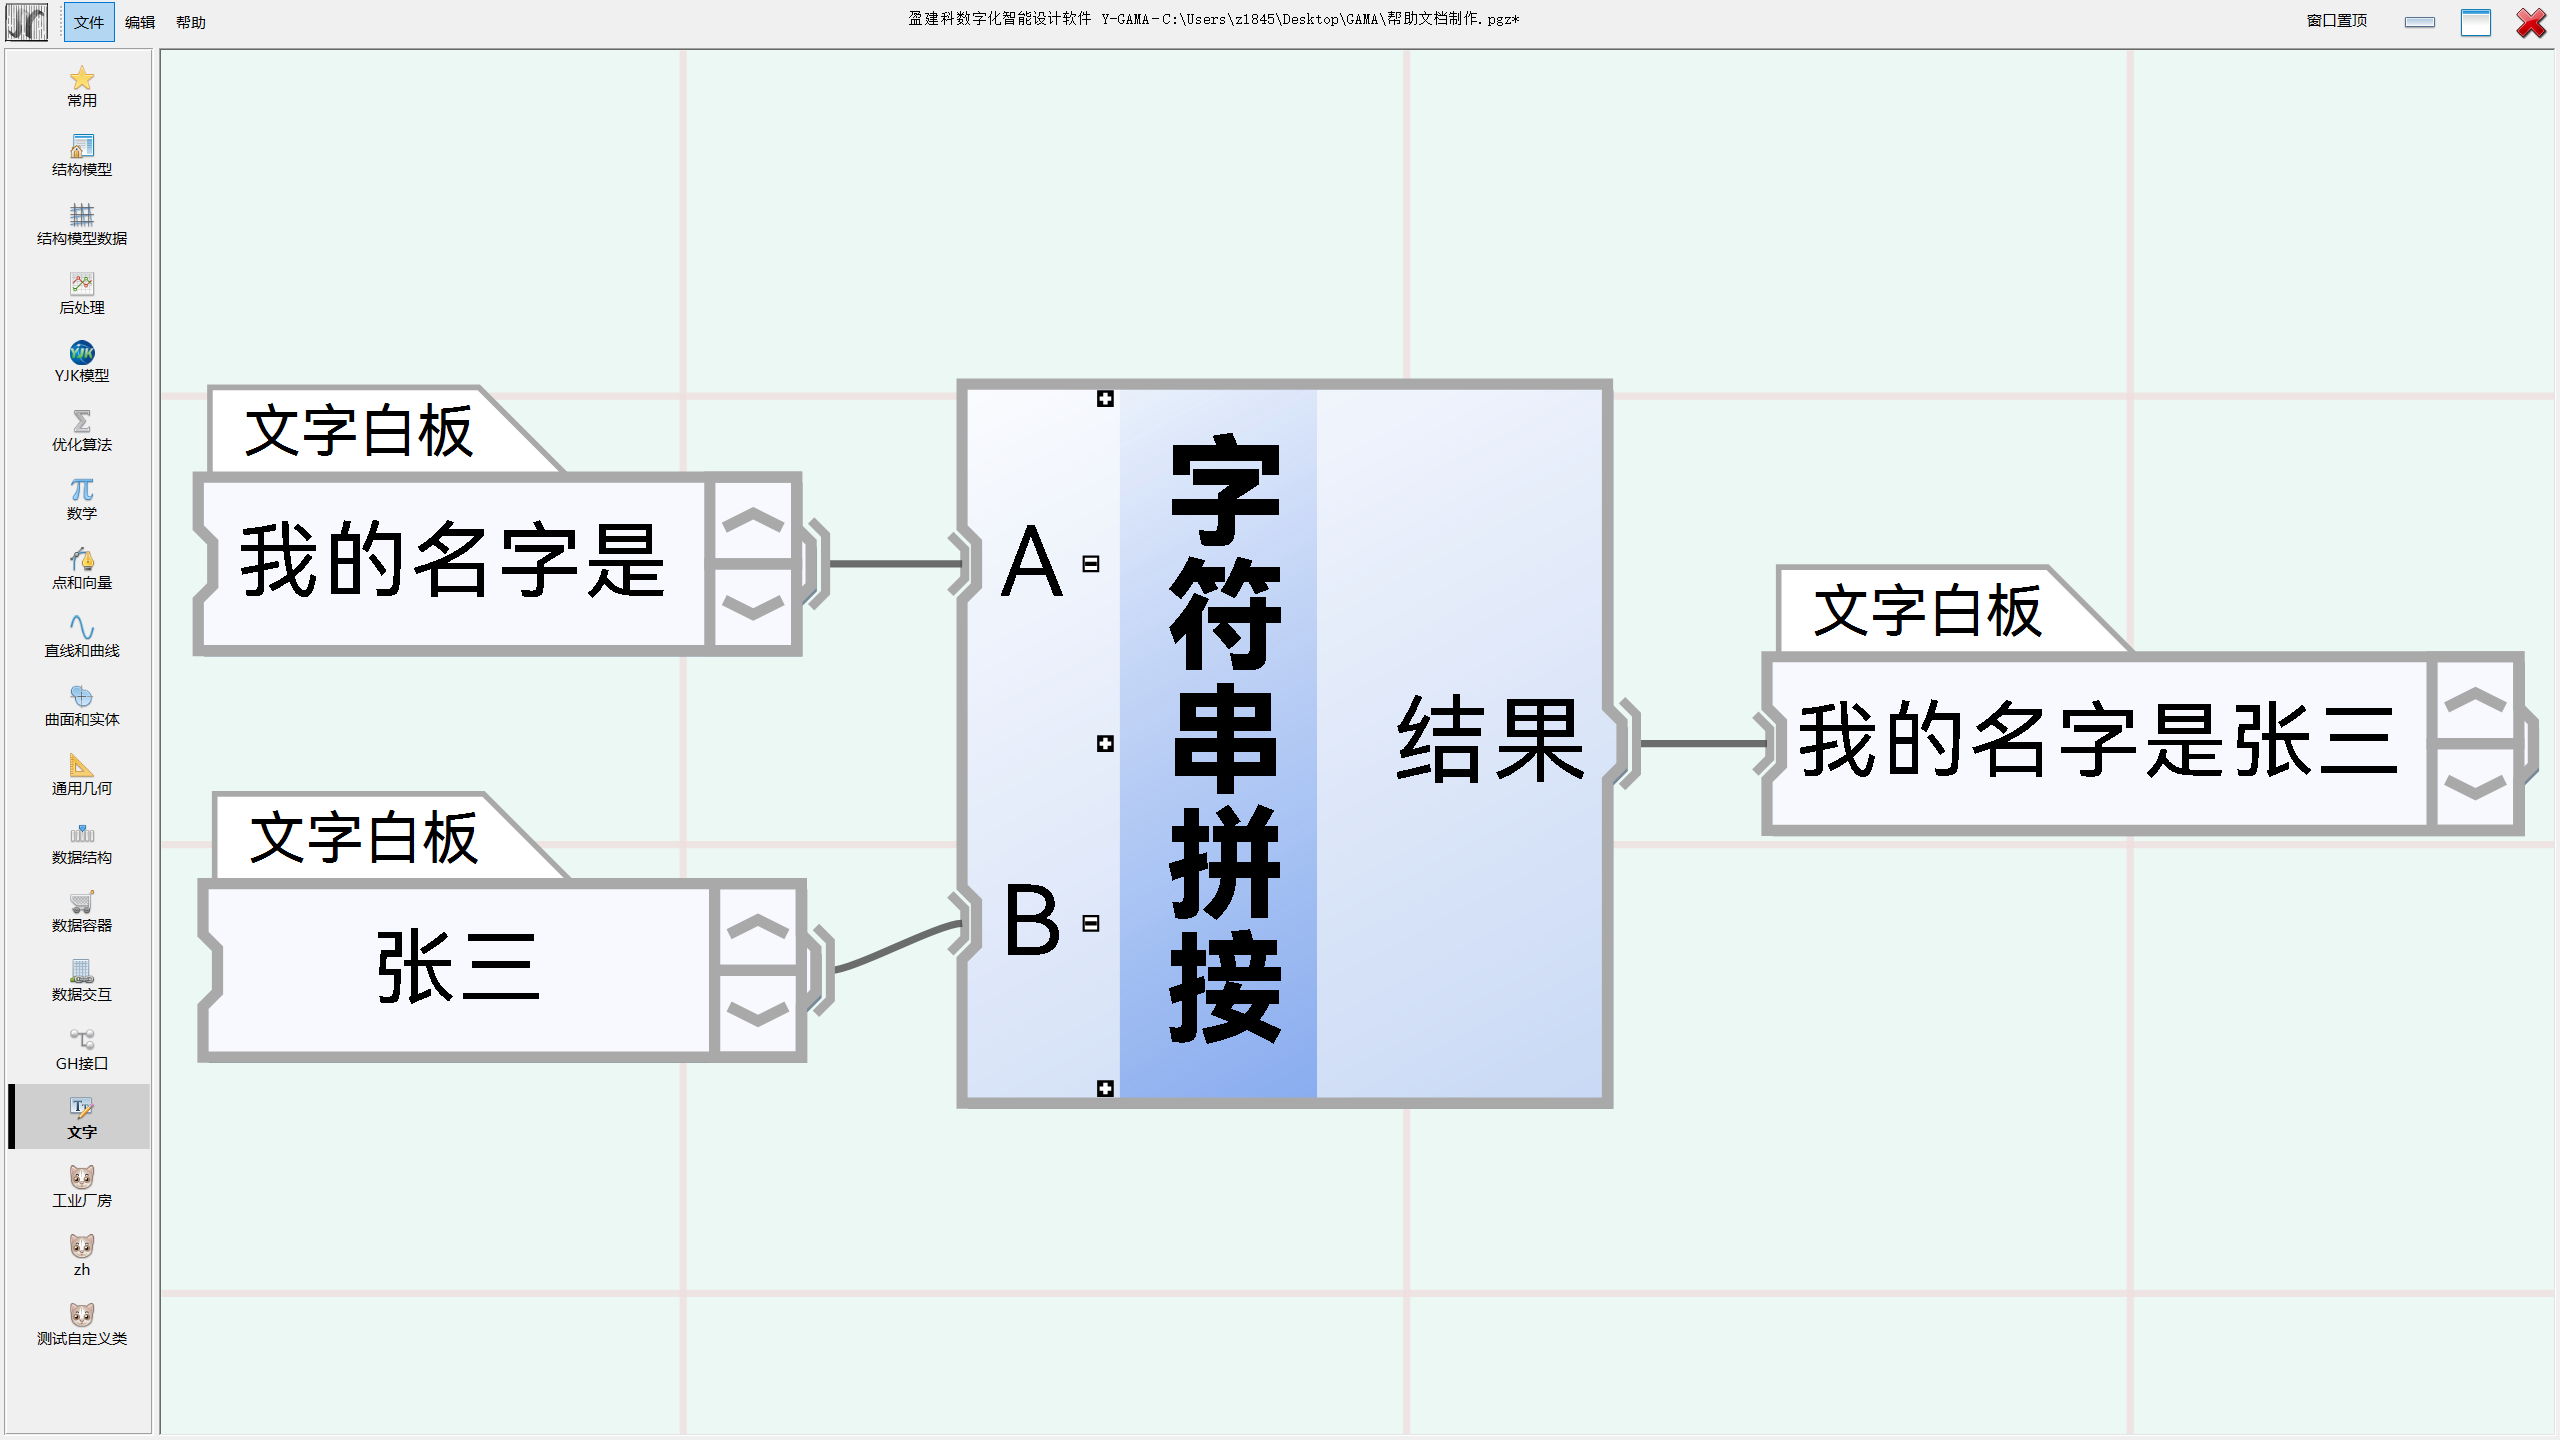 文件 编辑 帮助
盈建科数字化智能设计软件 Y-GAMA-C:\Users\z1845\Desktop\GAMA\帮助文档制作.pgz*
窗口置顶
常用
结构模型
结构模型数据
后处理
YJK模型
优化算法
数学
点和向量
直线和曲线
曲面和实体
通用几何
数据结构
数据容器
数据交互
GH接口
文字
工业厂房
zh
测试自定义类
文字白板
我的名字是
文字白板
张三
A
B
字符串拼接
结果
文字白板
我的名字是张三